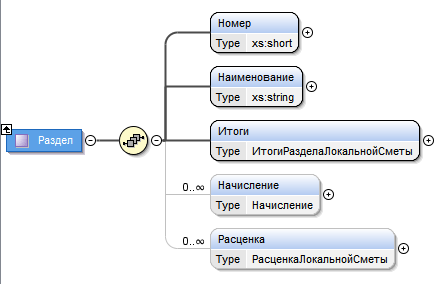 Номер
Type xs:short
Наименование
Type xs:string
Раздел
Итоги
Type ИтогиРазделаЛокальнойСметы
0..∞ Начисление
Type Начисление
0..∞ Расценка
Type РасценкаЛокальнойСметы